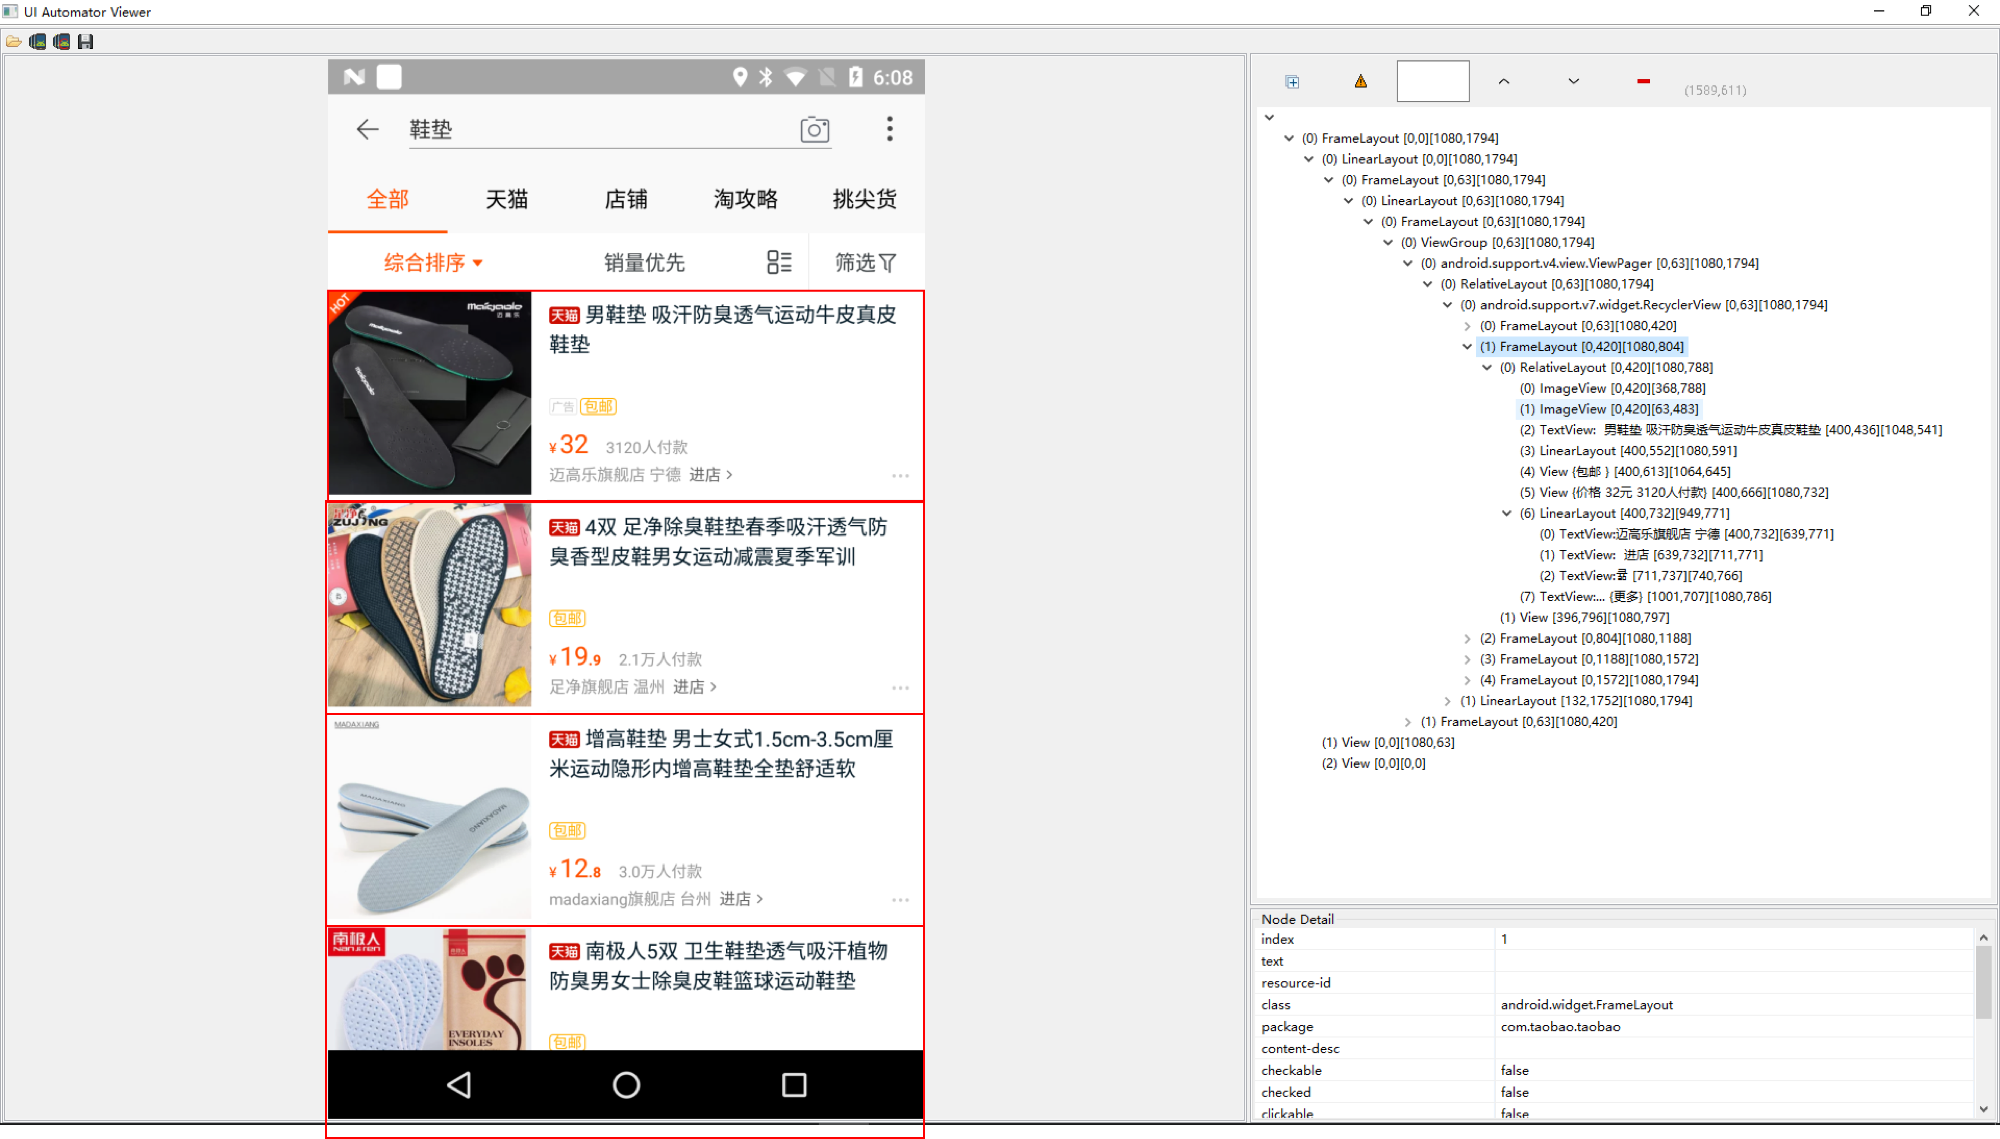 UI Automator Viewer
6:08
鞋垫
全部 天猫 店铺 淘攻略 挑尖货
综合排序 销量优先 筛选
HOT
迈高乐
天猫 男鞋垫 吸汗防臭透气运动牛皮真皮
鞋垫
广告 包邮
¥32 3120人付款
迈高乐旗舰店 宁德 进店 >
ZUJING
天猫 4双 足净除臭鞋垫春季吸汗透气防
臭香型皮鞋男女运动减震夏季军训
包邮
¥19.9 2.1万人付款
足净旗舰店 温州 进店 >
MADAXIANG
MADAXIANG
MADAXIANG
天猫 增高鞋垫 男士女式1.5cm-3.5cm厘
米运动隐形内增高鞋垫全垫舒适软
包邮
¥12.8 3.0万人付款
madaxiang旗舰店 台州 进店 >
南极人
NanJiren
南极人
EVERYDAY
INSOLES
天猫 南极人5双 卫生鞋垫透气吸汗植物
防臭男女士除臭皮鞋篮球运动鞋垫
包邮
(1589,611)
(0) FrameLayout [0,0][1080,1794]
(0) LinearLayout [0,0][1080,1794]
(0) FrameLayout [0,63][1080,1794]
(0) LinearLayout [0,63][1080,1794]
(0) FrameLayout [0,63][1080,1794]
(0) ViewGroup [0,63][1080,1794]
(0) android.support.v4.view.ViewPager [0,63][1080,1794]
(0) RelativeLayout [0,63][1080,1794]
(0) android.support.v7.widget.RecyclerView [0,63][1080,1794]
(0) FrameLayout [0,63][1080,420]
(1) FrameLayout [0,420][1080,804]
(0) RelativeLayout [0,420][1080,788]
(0) ImageView [0,420][368,788]
(1) ImageView [0,420][63,483]
(2) TextView: 男鞋垫 吸汗防臭透气运动牛皮真皮鞋垫 [400,436][1048,541]
(3) LinearLayout [400,552][1080,591]
(4) View {包邮 } [400,613][1064,645]
(5) View {价格 32元 3120人付款} [400,666][1080,732]
(6) LinearLayout [400,732][949,771]
(0) TextView:迈高乐旗舰店 宁德 [400,732][639,771]
(1) TextView: 进店 [639,732][711,771]
(2) TextView: [711,737][740,766]
(7) TextView:... {更多} [1001,707][1080,786]
(1) View [396,796][1080,797]
(2) FrameLayout [0,804][1080,1188]
(3) FrameLayout [0,1188][1080,1572]
(4) FrameLayout [0,1572][1080,1794]
(1) LinearLayout [132,1752][1080,1794]
(1) FrameLayout [0,63][1080,420]
(1) View [0,0][1080,63]
(2) View [0,0][0,0]
Node Detail
index 1
text
resource-id
class android.widget.FrameLayout
package com.taobao.taobao
content-desc
checkable false
checked false
clickable false